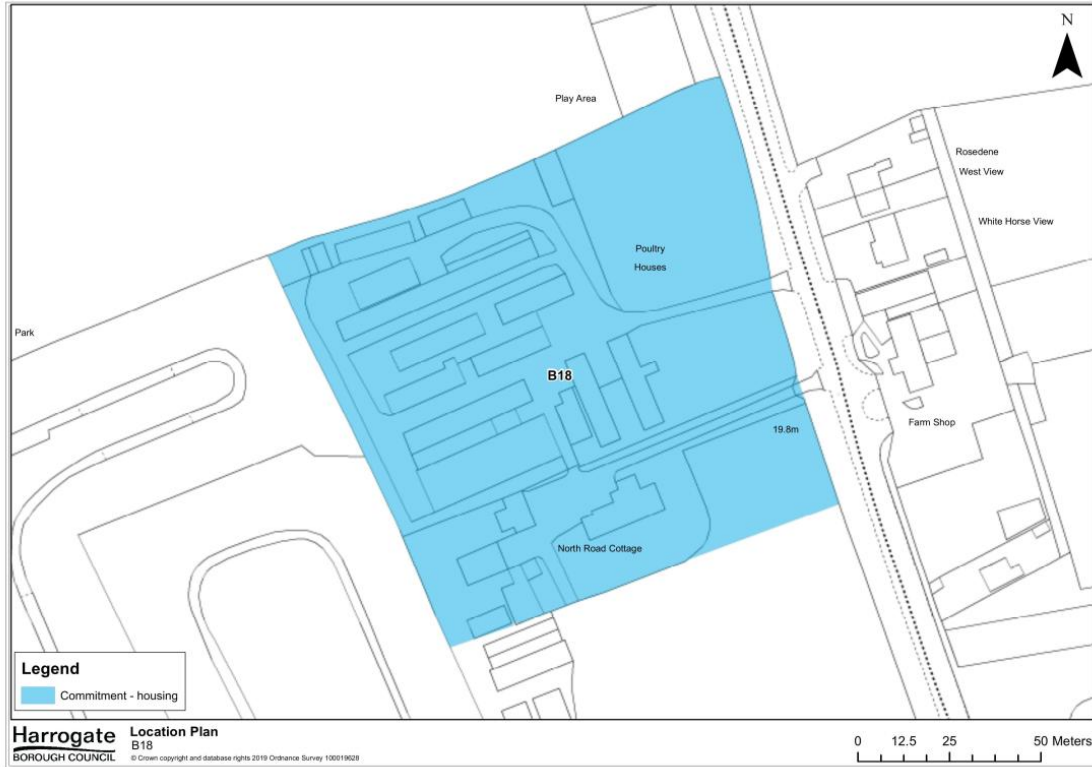 N
Play Area
Rosedene
West View
White Horse View
Poultry
Houses
Park
B18
Farm Shop
19.8m
North Road Cottage
Legend
Commitment - housing
Harrogate
BOROUGH COUNCIL
Location Plan
B18
© Crown copyright and database rights 2019 Ordnance Survey 100019628
0 12.5 25 50 Meters